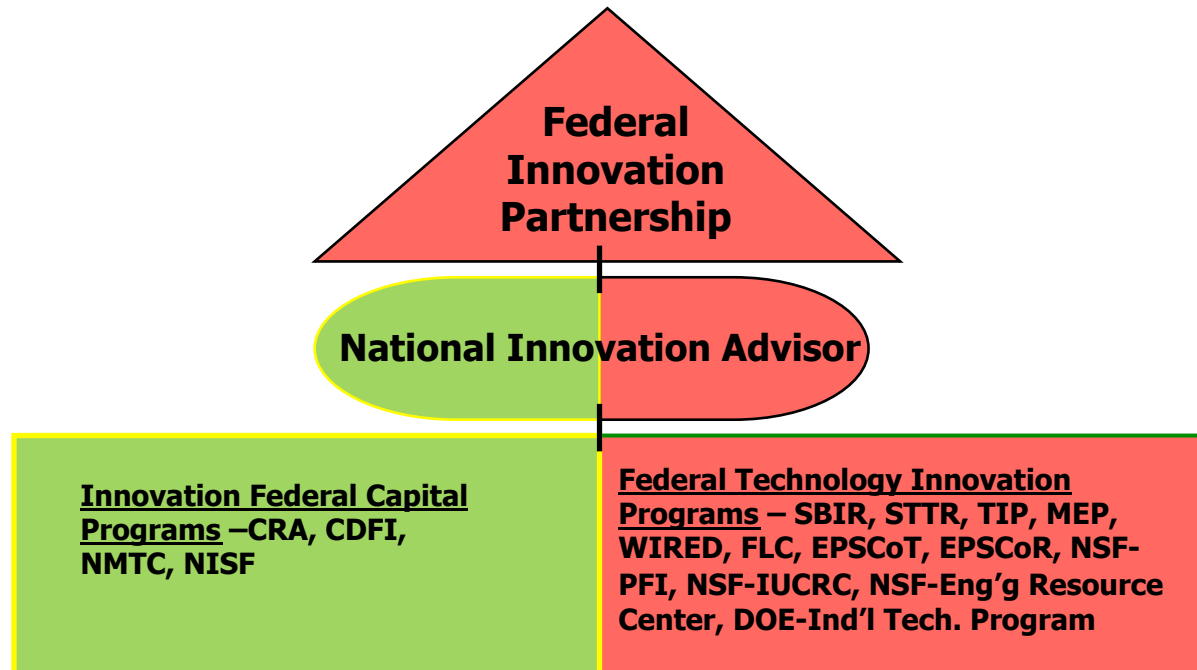 Federal
Innovation
Partnership
National Innovation Advisor
Innovation Federal Capital
Programs –CRA, CDFI,
NMTC, NISF
Federal Technology Innovation
Programs – SBIR, STTR, TIP, MEP,
WIRED, FLC, EPSCoT, EPSCoR, NSF-
PFI, NSF-IUCRC, NSF-Eng’g Resource
Center, DOE-Ind’l Tech. Program